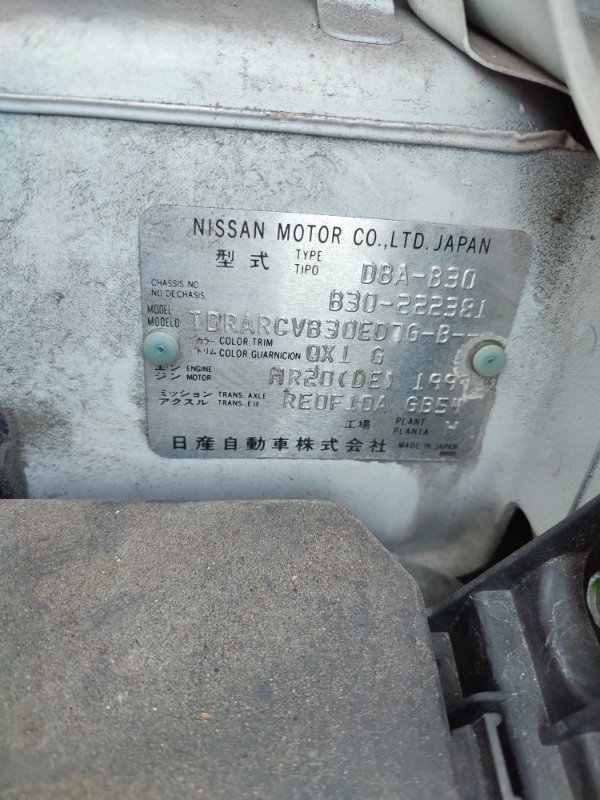 NISSAN MOTOR CO.,LTD. JAPAN
型式 TYPE TIPO DBA-B30
CHASSIS NO. NO DE CHASIS B30-222381
MODEL MODELO TDRARCVB30ED7G-B--
カラー COLOR TRIM
トリム COLOR GUARNICION QX1 G
エンジン ENGINE MOTOR MR20(DE) 199
ミッション TRANS. AXLE
アクスル TRANS. EJE RE0F10A GB54
工場 PLANT PLANTA W
日産自動車株式会社 MADE IN JAPAN